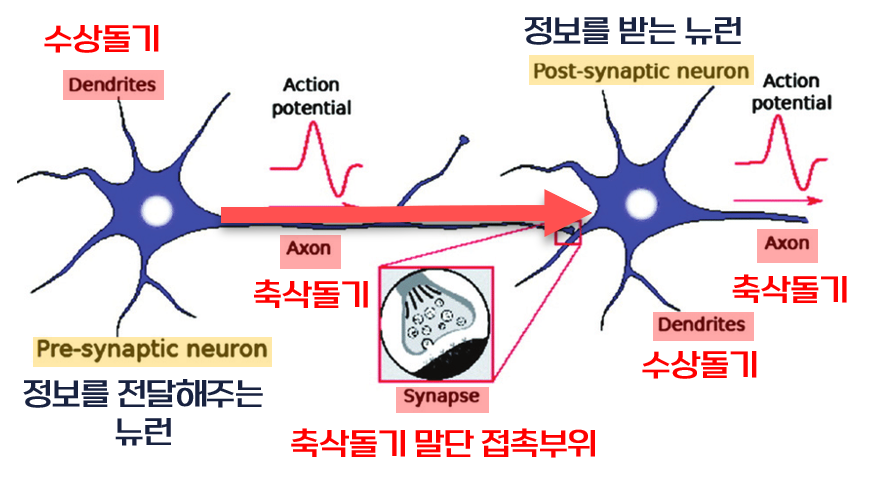 수상돌기
Dendrites
Action
potential
Axon
축삭돌기
Pre-synaptic neuron
정보를 전달해주는
뉴런
Synapse
축삭돌기 말단 접촉부위
정보를 받는 뉴런
Post-synaptic neuron
Action
potential
Axon
축삭돌기
Dendrites
수상돌기